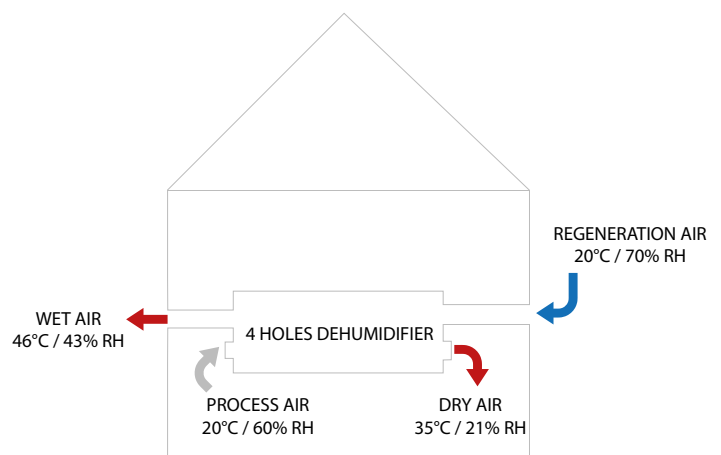 REGENERATION AIR
20°C / 70% RH
WET AIR
46°C / 43% RH
4 HOLES DEHUMIDIFIER
PROCESS AIR
20°C / 60% RH
DRY AIR
35°C / 21% RH